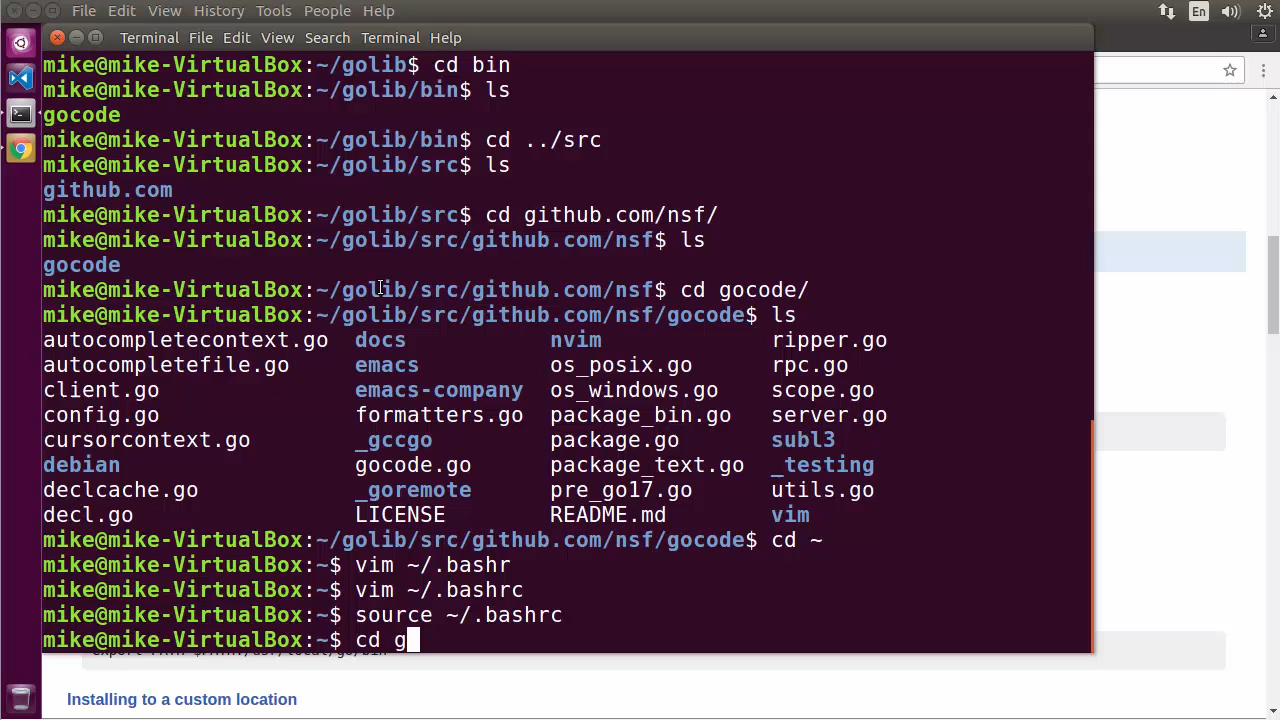 File Edit View History Tools People Help
En
Terminal File Edit View Search Terminal Help
mike@mike-VirtualBox:~/golib$ cd bin
mike@mike-VirtualBox:~/golib/bin$ ls
gocode
mike@mike-VirtualBox:~/golib/bin$ cd ../src
mike@mike-VirtualBox:~/golib/src$ ls
github.com
mike@mike-VirtualBox:~/golib/src$ cd github.com/nsf/
mike@mike-VirtualBox:~/golib/src/github.com/nsf$ ls
gocode
mike@mike-VirtualBox:~/golib/src/github.com/nsf$ cd gocode/
mike@mike-VirtualBox:~/golib/src/github.com/nsf/gocode$ ls
autocompletecontext.go docs nvim ripper.go
autocompletefile.go emacs os_posix.go rpc.go
client.go emacs-company os_windows.go scope.go
config.go formatters.go package_bin.go server.go
cursorcontext.go _gccgo package.go subl3
debian gocode.go package_text.go _testing
declcache.go _goremote pre_go17.go utils.go
decl.go LICENSE README.md vim
mike@mike-VirtualBox:~/golib/src/github.com/nsf/gocode$ cd ~
mike@mike-VirtualBox:~$ vim ~/.bashr
mike@mike-VirtualBox:~$ vim ~/.bashrc
mike@mike-VirtualBox:~$ source ~/.bashrc
mike@mike-VirtualBox:~$ cd g
Installing to a custom location